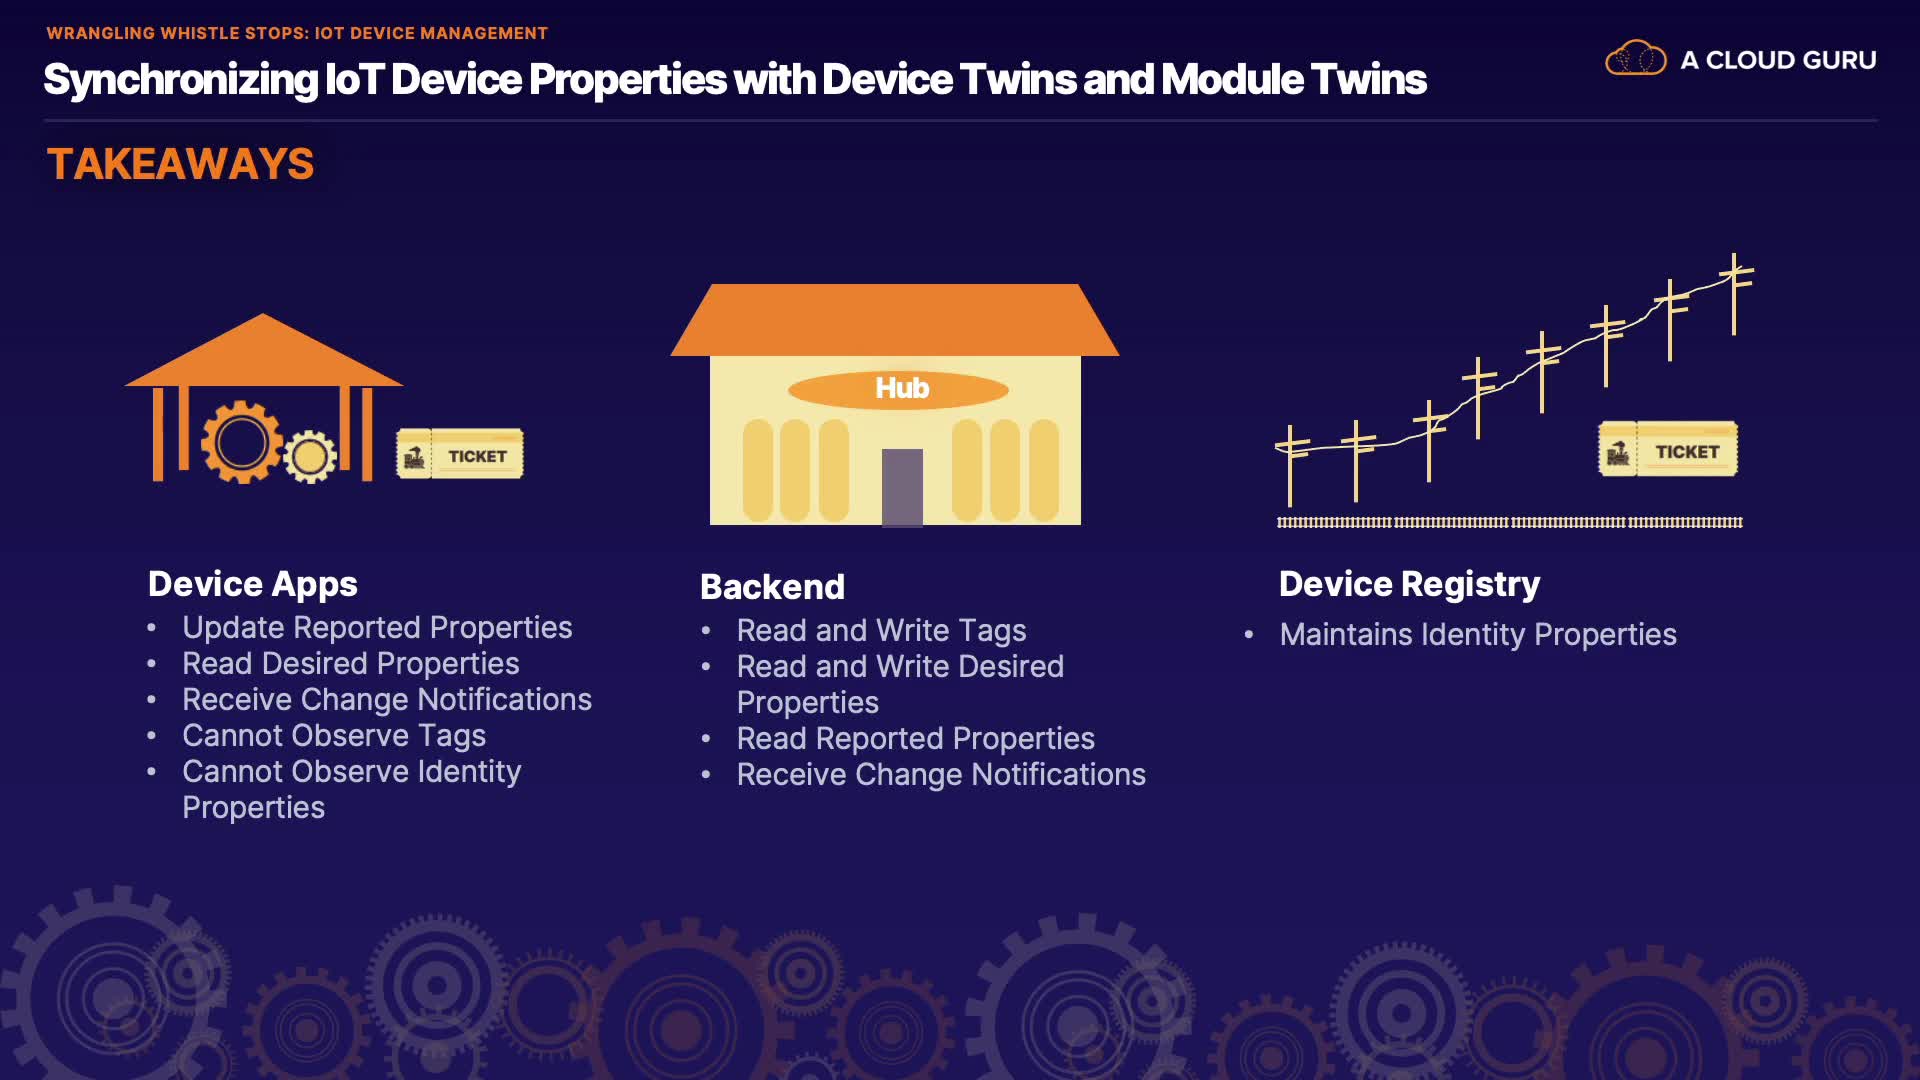 WRANGLING WHISTLE STOPS: IOT DEVICE MANAGEMENT
Synchronizing IoT Device Properties with Device Twins and Module Twins
A CLOUD GURU
TAKEAWAYS
TICKET
Hub
TICKET
Device Apps
• Update Reported Properties
• Read Desired Properties
• Receive Change Notifications
• Cannot Observe Tags
• Cannot Observe Identity
Properties
Backend
• Read and Write Tags
• Read and Write Desired
Properties
• Read Reported Properties
• Receive Change Notifications
Device Registry
• Maintains Identity Properties